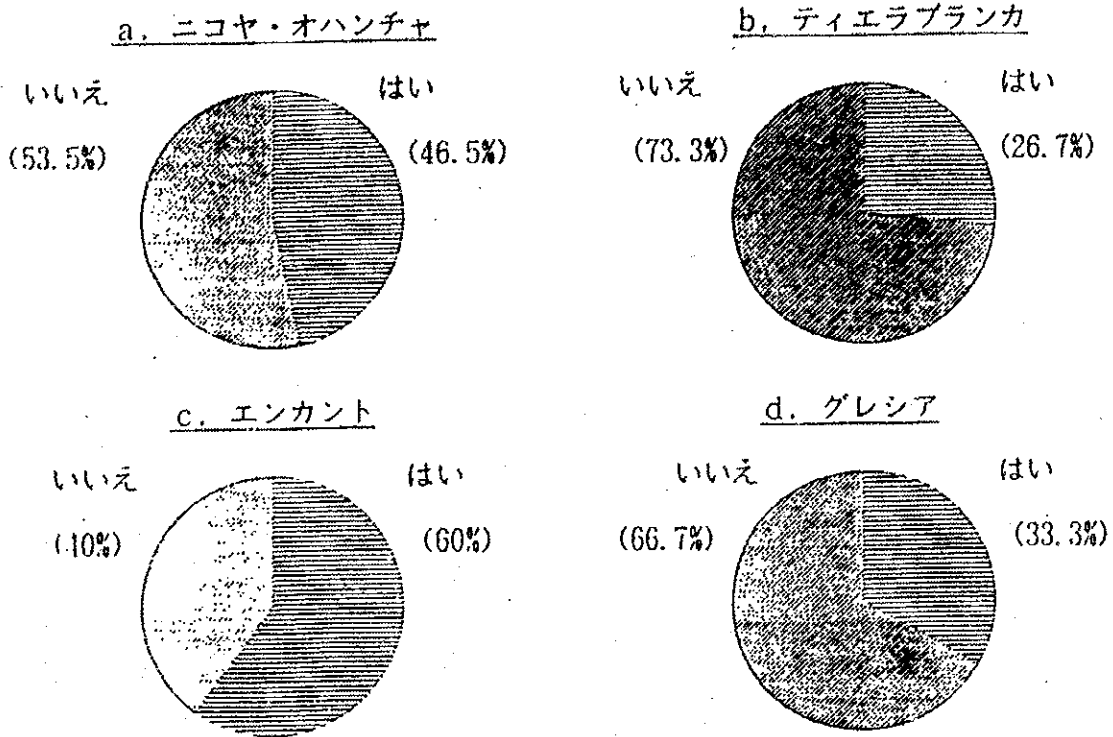 a. ニコヤ・オハンチャ
いいえ
はい
(53.5%)
(46.5%)
b. ティエラブランカ
いいえ
はい
(73.3%)
(26.7%)
c. エンカント
いいえ
はい
(40%)
(60%)
d. グレシア
いいえ
はい
(66.7%)
(33.3%)